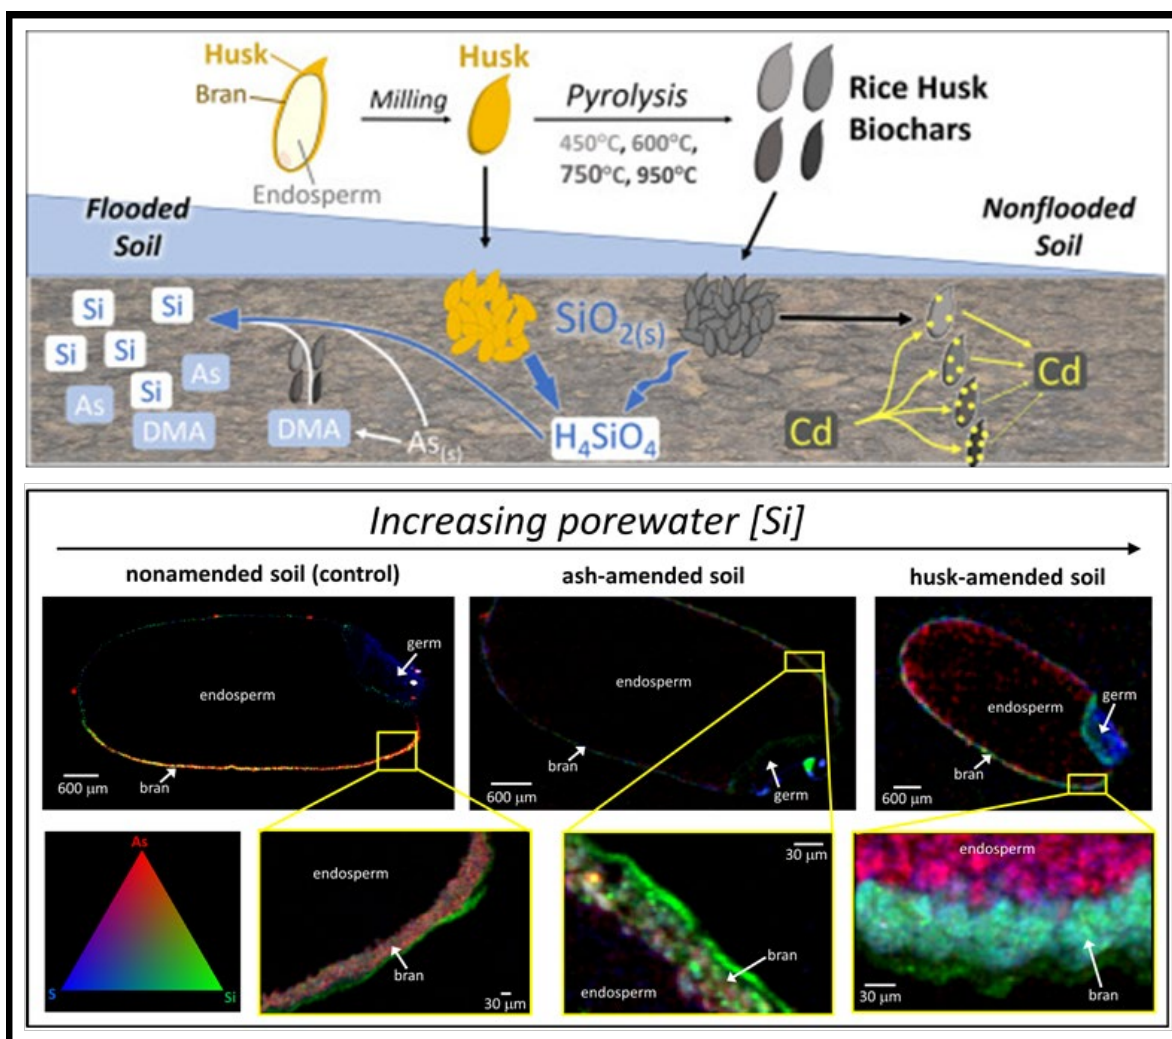 Husk
Bran
Endosperm
Milling
Husk
Pyrolysis
450°C, 600°C,
750°C, 950°C
Rice Husk
Biochars
Flooded
Soil
Nonflooded
Soil
Si
Si
Si
Si
Si
As
As
DMA
DMA
As(s)
SiO2(s)
H4SiO4
Cd
Cd
Increasing porewater [Si]
nonamended soil (control)
ash-amended soil
husk-amended soil
germ
endosperm
bran
600 µm
endosperm
bran
germ
600 µm
endosperm
germ
bran
600 µm
As
S
Si
endosperm
bran
30 µm
30 µm
bran
endosperm
endosperm
30 µm
bran